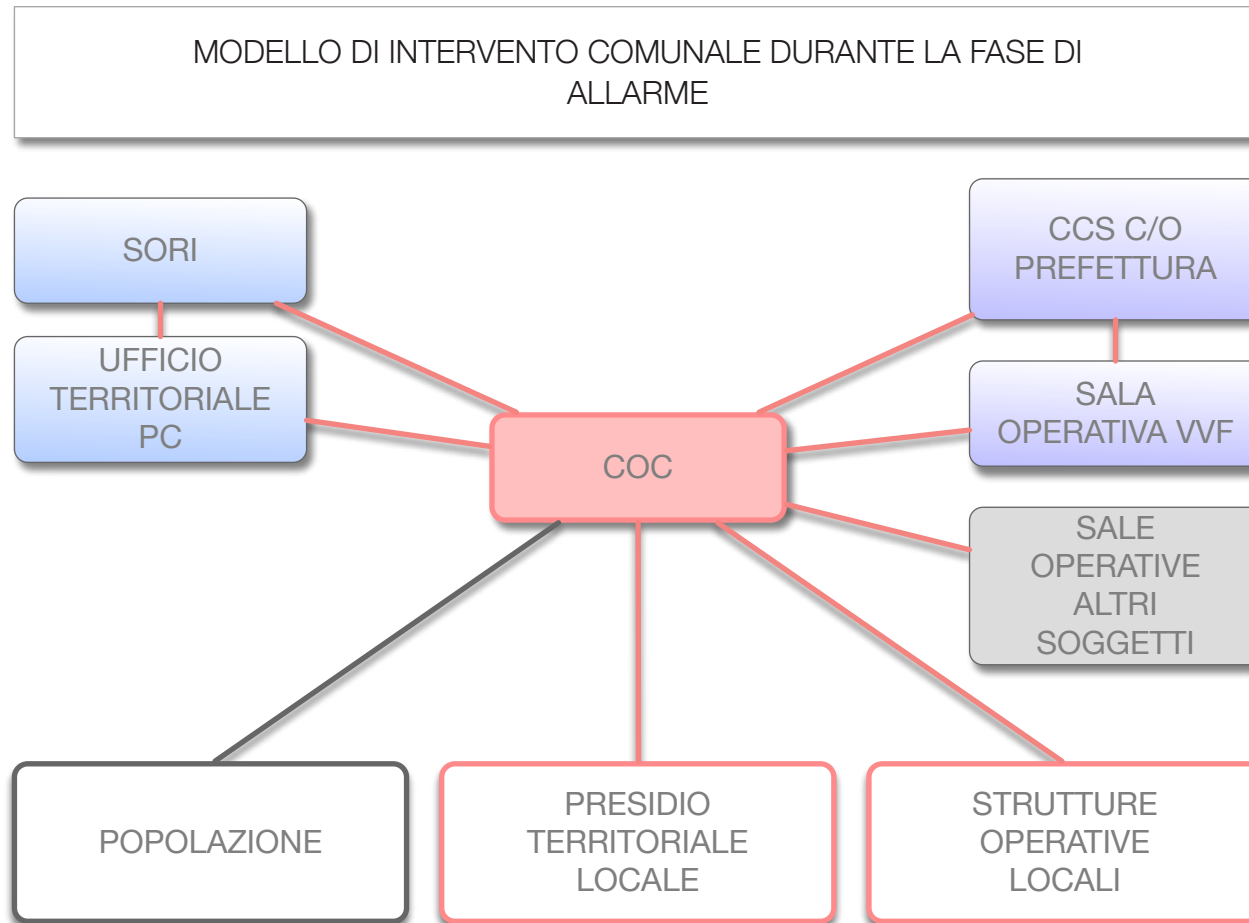 MODELLO DI INTERVENTO COMUNALE DURANTE LA FASE DI
ALLARME
SORI
CCS C/O
PREFETTURA
UFFICIO
TERRITORIALE
PC
SALA
OPERATIVA VVF
COC
SALE
OPERATIVE
ALTRI
SOGGETTI
POPOLAZIONE
PRESIDIO
TERRITORIALE
LOCALE
STRUTTURE
OPERATIVE
LOCALI